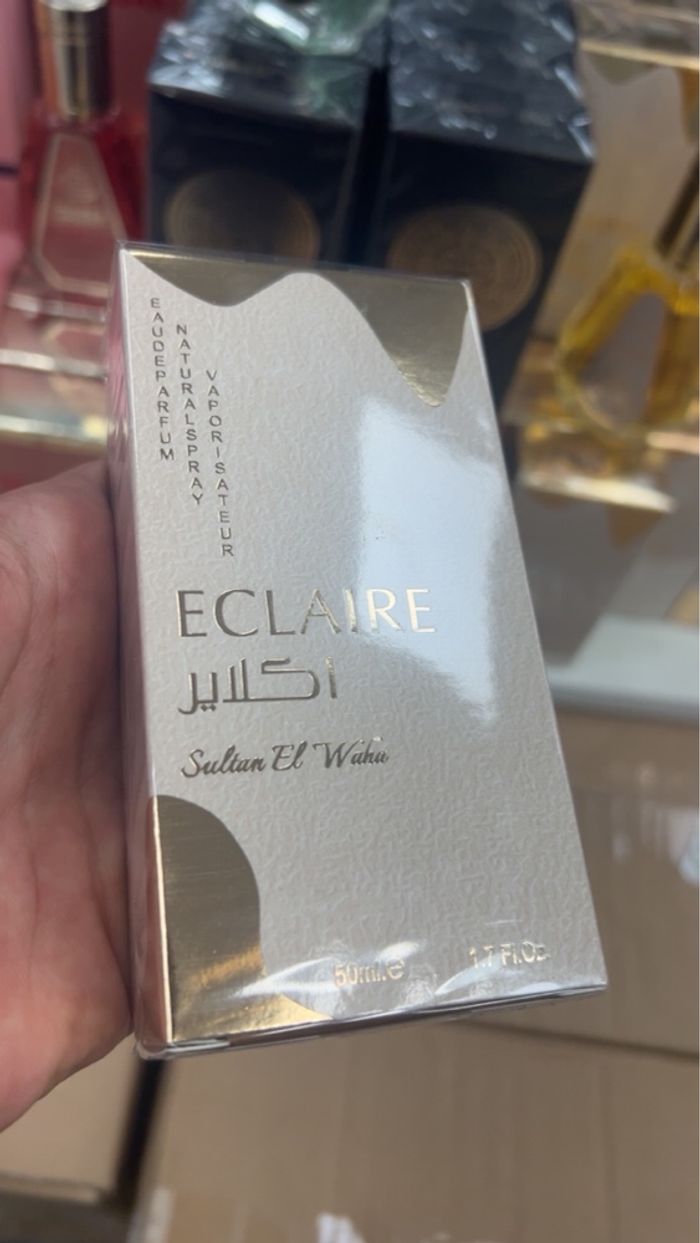 EAUDEPARFUM
NATURALSPRAY
VAPORISATEUR
ECLAIRE
اكلاير
Sultan El Waha
50ml.e 1.7 Fl.Oz